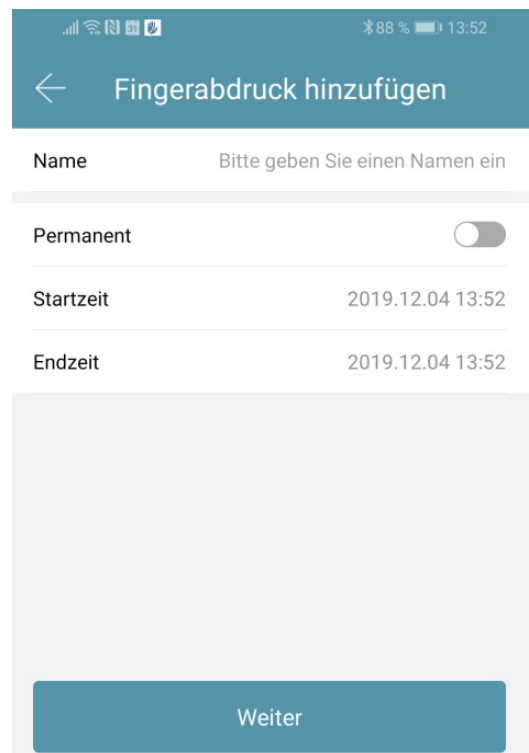 88 % 13:52
Fingerabdruck hinzufügen
Name Bitte geben Sie einen Namen ein
Permanent
Startzeit 2019.12.04 13:52
Endzeit 2019.12.04 13:52
Weiter